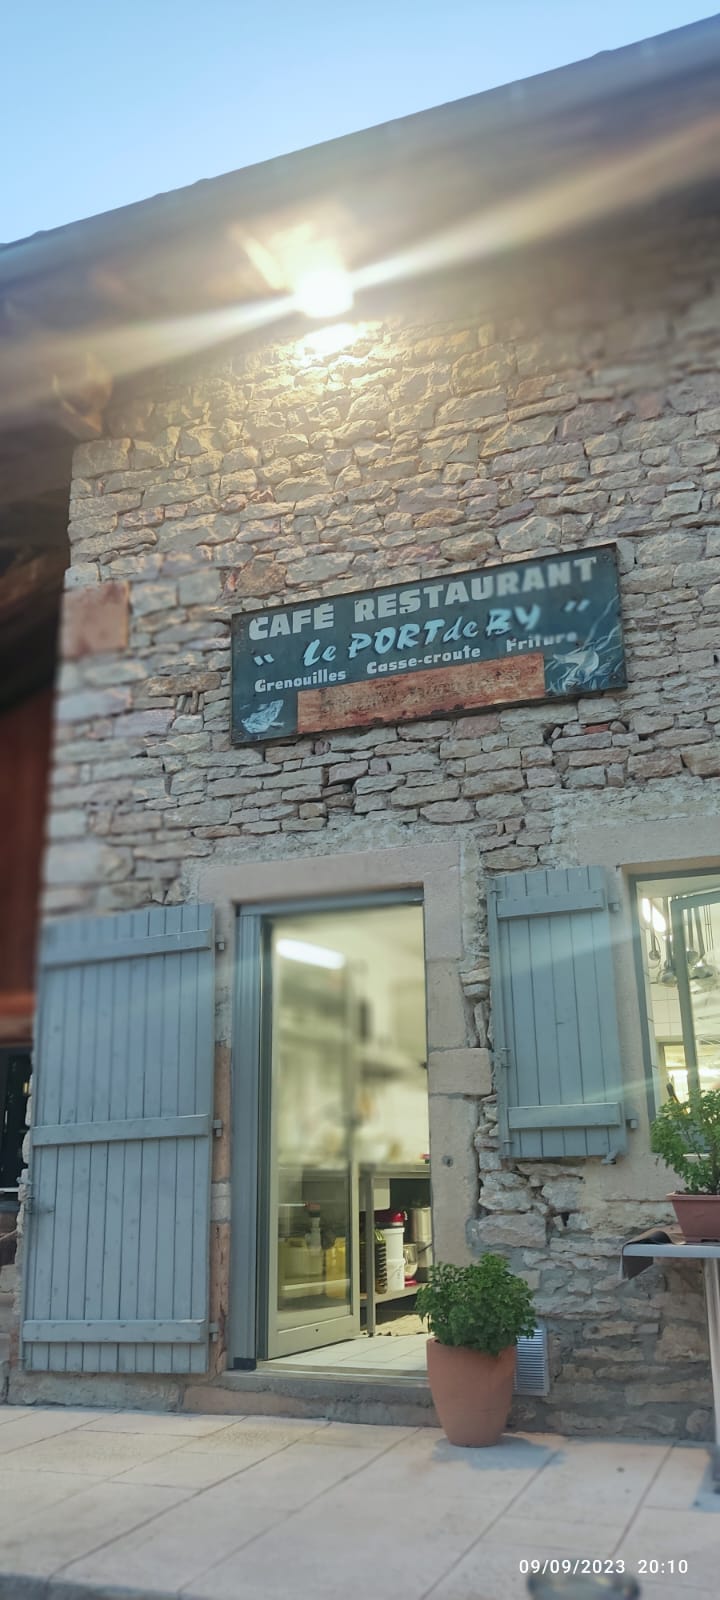 CAFÉ RESTAURANT
" Le PORT de BY "
Grenouilles Casse-croute Friture
09/09/2023 20:10